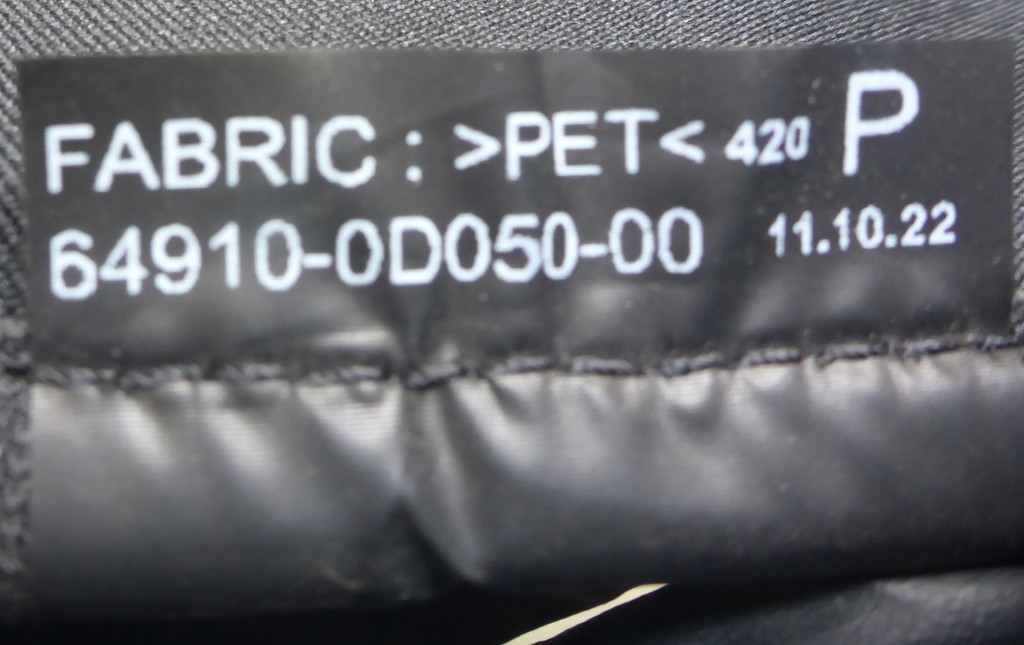 FABRIC : >PET< 420 P
64910-0D050-00 11.10.22